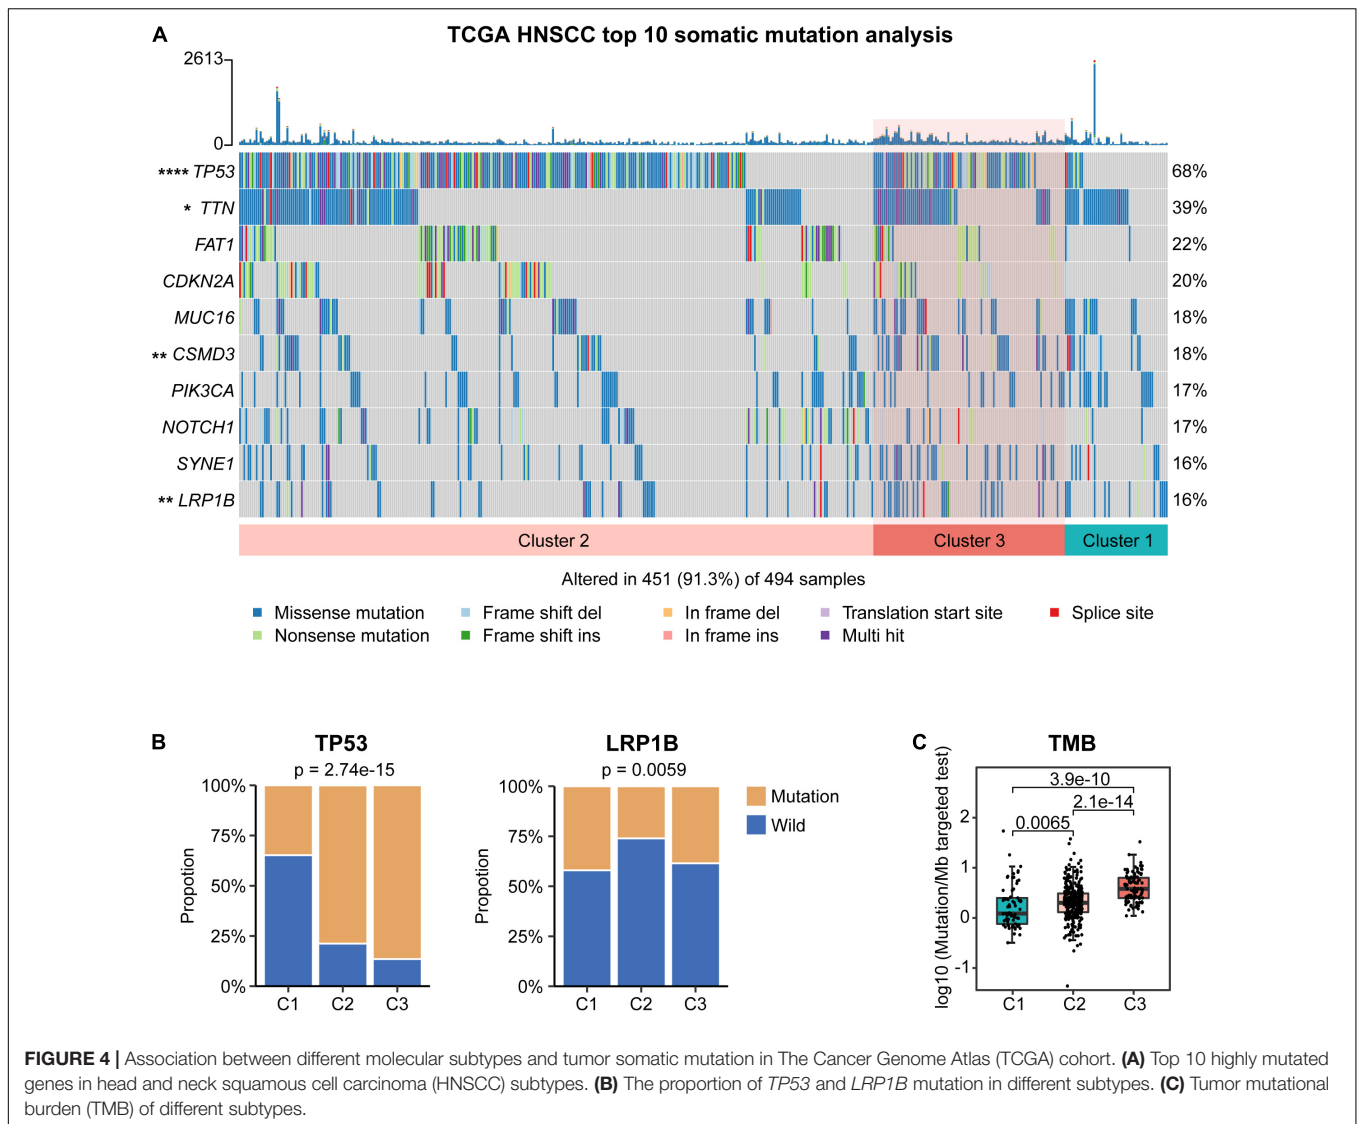 A
TCGA HNSCC top 10 somatic mutation analysis
2613
0
**** TP53 68%
* TTN 39%
FAT1 22%
CDKN2A 20%
MUC16 18%
** CSMD3 18%
PIK3CA 17%
NOTCH1 17%
SYNE1 16%
** LRP1B 16%
Cluster 2 Cluster 3 Cluster 1
Altered in 451 (91.3%) of 494 samples
Missense mutation Frame shift del In frame del Translation start site Splice site
Nonsense mutation Frame shift ins In frame ins Multi hit
B
TP53
p = 2.74e-15
Propotion
100%
75%
50%
25%
0%
C1 C2 C3
LRP1B
p = 0.0059
Propotion
100%
75%
50%
25%
0%
C1 C2 C3
Mutation
Wild
C
TMB
log10 (Mutation/Mb targeted test)
3.9e-10
2.1e-14
0.0065
2
1
0
-1
C1 C2 C3
FIGURE 4 | Association between different molecular subtypes and tumor somatic mutation in The Cancer Genome Atlas (TCGA) cohort. (A) Top 10 highly mutated
genes in head and neck squamous cell carcinoma (HNSCC) subtypes. (B) The proportion of TP53 and LRP1B mutation in different subtypes. (C) Tumor mutational
burden (TMB) of different subtypes.